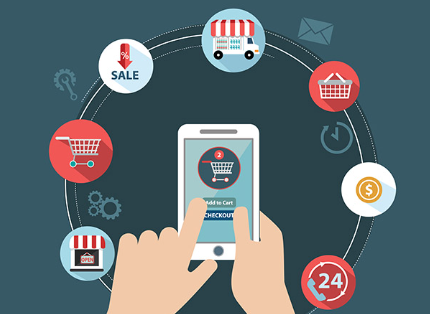 %
SALE
2
Add to Cart
CHECKOUT
$
OPEN
24